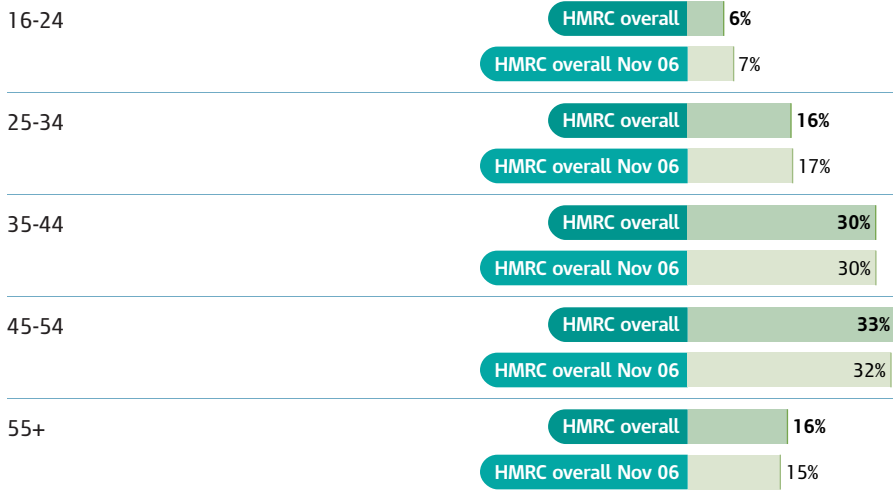 16-24 HMRC overall 6%
HMRC overall Nov 06 7%
25-34 HMRC overall 16%
HMRC overall Nov 06 17%
35-44 HMRC overall 30%
HMRC overall Nov 06 30%
45-54 HMRC overall 33%
HMRC overall Nov 06 32%
55+ HMRC overall 16%
HMRC overall Nov 06 15%